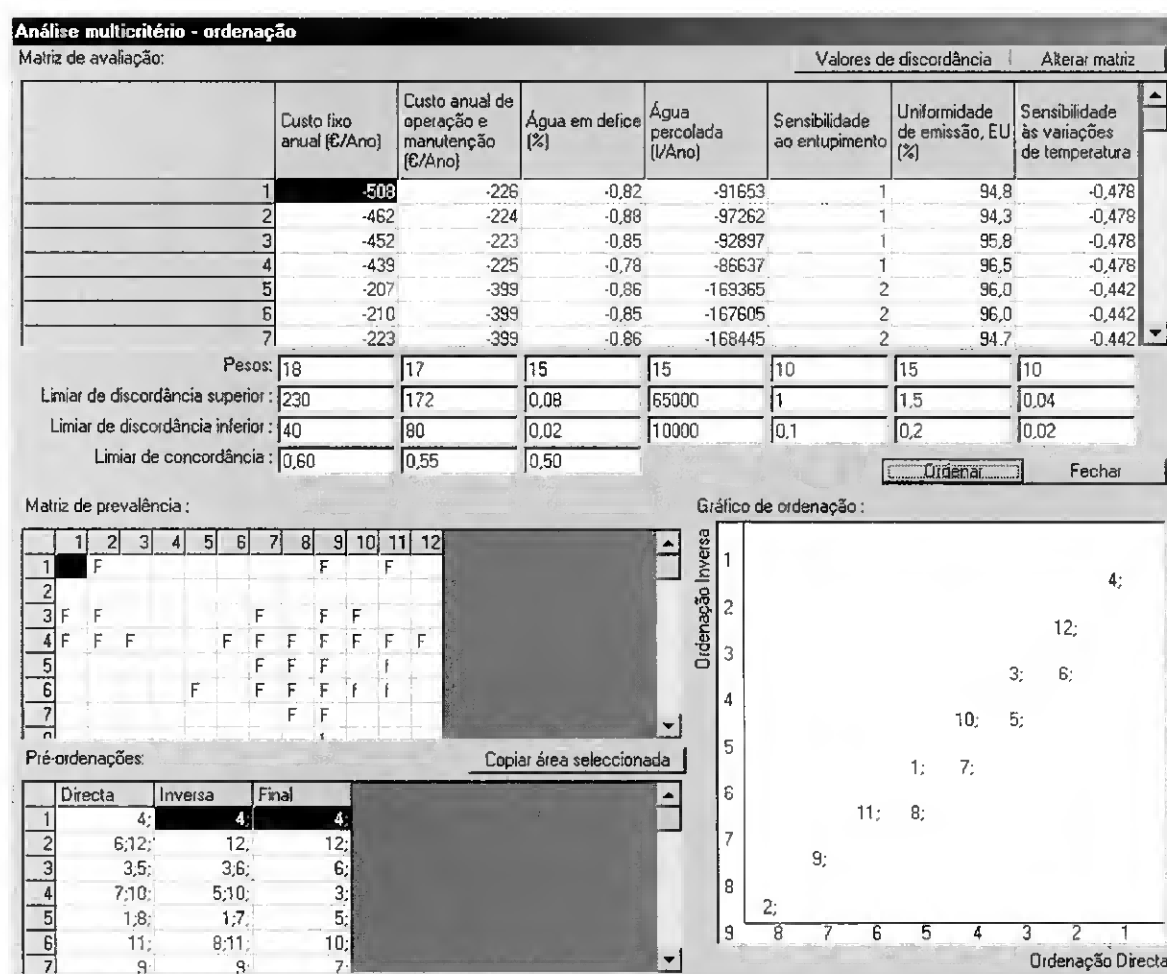 Análise multicritério - ordenação
Matriz de avaliação:
Valores de discordância
Alterar matriz
Custo fixo anual (€/Ano)
Custo anual de operação e manutenção (€/Ano)
Água em defice (%)
Água percolada (l/Ano)
Sensibilidade ao entupimento
Uniformidade de emissão, EU (%)
Sensibilidade às variações de temperatura
1 -508 -226 -0,82 -91653 1 94,8 -0,478
2 -462 -224 -0,88 -97262 1 94,3 -0,478
3 -452 -223 -0,85 -92897 1 95,8 -0,478
4 -439 -225 -0,78 -86637 1 96,5 -0,478
5 -207 -399 -0,86 -169365 2 96,0 -0,442
6 -210 -399 -0,85 -167605 2 96,0 -0,442
7 -223 -399 -0.86 -168445 2 94.7 -0,442
Pesos: 18 17 15 15 10 15 10
Limiar de discordância superior : 230 172 0,08 65000 1 1,5 0,04
Limiar de discordância inferior : 40 80 0,02 10000 0,1 0,2 0,02
Limiar de concordância : 0,60 0,55 0,50
Ordenar
Fechar
Matriz de prevalência :
1 2 3 4 5 6 7 8 9 10 11 12
1 F F F
2
3 F F F F F
4 F F F F F F F F F F
5 F F F f
6 F F F F f f
7 F F
Pré-ordenações:
Copiar área seleccionada
Directa Inversa Final
1 4; 4; 4;
2 6;12; 12; 12;
3 3;5; 3;6; 6;
4 7;10; 5;10; 3;
5 1;8; 1;7; 5;
6 11; 8;11; 10;
7 9; 9; 7;
Gráfico de ordenação :
Ordenação Inversa
1
2
3
4
5
6
7
8
9
4;
12;
3; 6;
10; 5;
1; 7;
11; 8;
9;
2;
8 7 6 5 4 3 2 1
Ordenação Directa